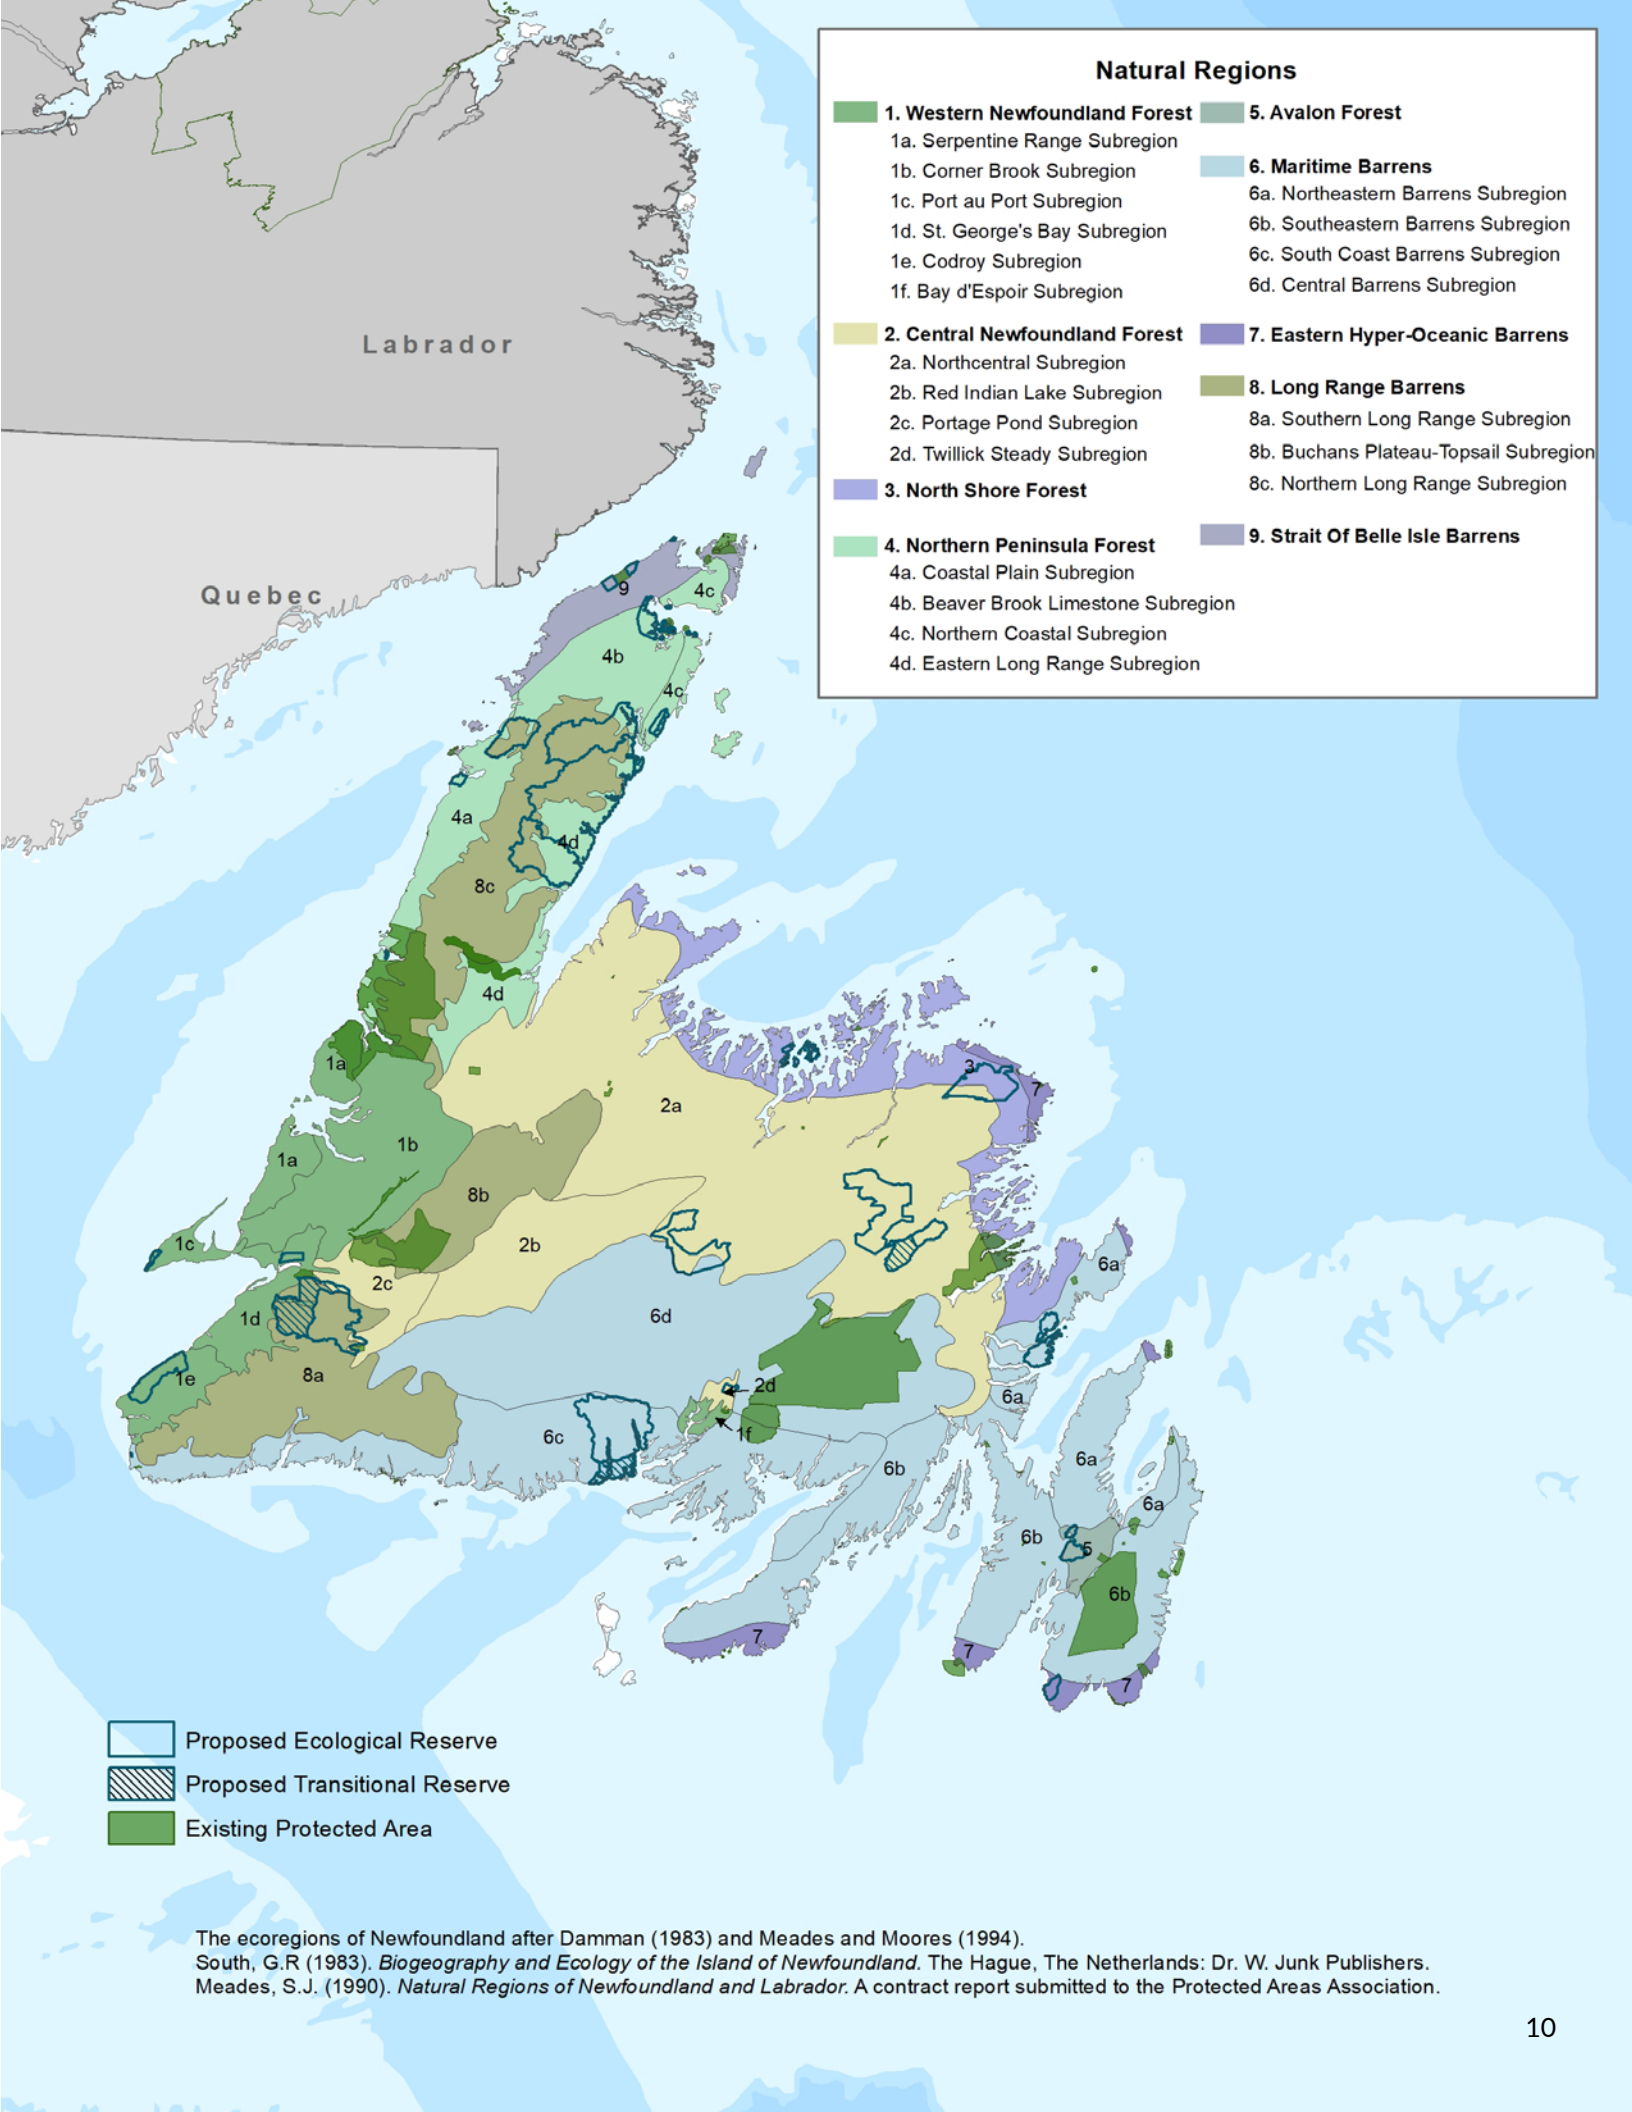 Natural Regions
1. Western Newfoundland Forest
1a. Serpentine Range Subregion
1b. Corner Brook Subregion
1c. Port au Port Subregion
1d. St. George's Bay Subregion
1e. Codroy Subregion
1f. Bay d'Espoir Subregion
2. Central Newfoundland Forest
2a. Northcentral Subregion
2b. Red Indian Lake Subregion
2c. Portage Pond Subregion
2d. Twillick Steady Subregion
3. North Shore Forest
4. Northern Peninsula Forest
4a. Coastal Plain Subregion
4b. Beaver Brook Limestone Subregion
4c. Northern Coastal Subregion
4d. Eastern Long Range Subregion
5. Avalon Forest
6. Maritime Barrens
6a. Northeastern Barrens Subregion
6b. Southeastern Barrens Subregion
6c. South Coast Barrens Subregion
6d. Central Barrens Subregion
7. Eastern Hyper-Oceanic Barrens
8. Long Range Barrens
8a. Southern Long Range Subregion
8b. Buchans Plateau-Topsail Subregion
8c. Northern Long Range Subregion
9. Strait Of Belle Isle Barrens
Labrador
Quebec
9
4c
4b
4c
4a
4d
8c
4d
1a
3
7
2a
1b
1a
8b
1c
2b
6a
2c
6d
1d
8a
1e
2d
6a
1f
6c
6b
6a
6a
6b
5
6b
7
7
7
Proposed Ecological Reserve
Proposed Transitional Reserve
Existing Protected Area
The ecoregions of Newfoundland after Damman (1983) and Meades and Moores (1994).
South, G.R (1983). Biogeography and Ecology of the Island of Newfoundland. The Hague, The Netherlands: Dr. W. Junk Publishers.
Meades, S.J. (1990). Natural Regions of Newfoundland and Labrador. A contract report submitted to the Protected Areas Association.
10